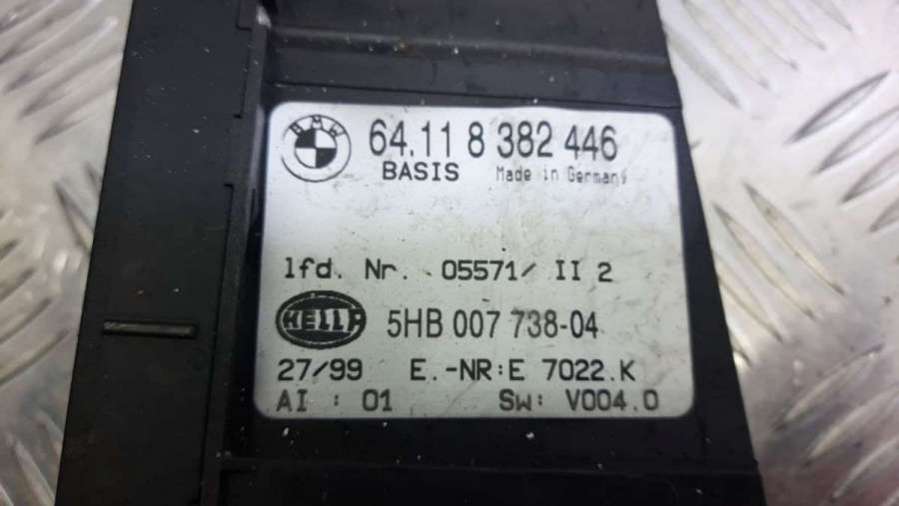 BMW 64.11 8 382 446
BASIS Made in Germany
lfd. Nr. 05571/ II 2
HELLA 5HB 007 738-04
27/99 E.-NR:E 7022.K
AI : 01 SW: V004.0